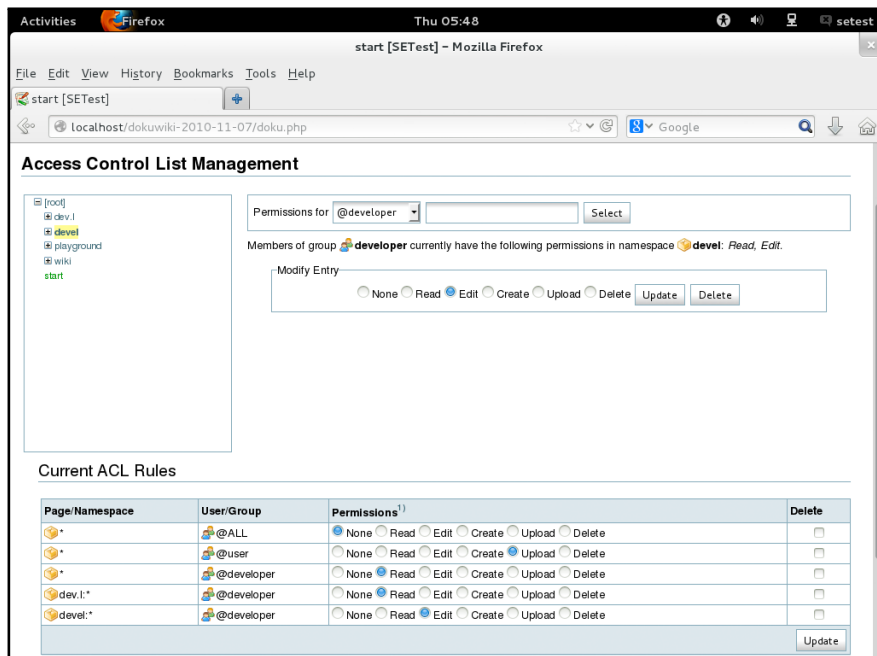 Activities Firefox Thu 05:48 setest
start [SETest] – Mozilla Firefox
File Edit View History Bookmarks Tools Help
start [SETest]
localhost/dokuwiki-2010-11-07/doku.php Google
Access Control List Management
[root]
dev.l
devel
playground
wiki
start
Permissions for @developer Select
Members of group developer currently have the following permissions in namespace devel: Read, Edit.
Modify Entry
None Read Edit Create Upload Delete Update Delete
Current ACL Rules
Page/Namespace User/Group Permissions1) Delete
* @ALL None Read Edit Create Upload Delete
* @user None Read Edit Create Upload Delete
* @developer None Read Edit Create Upload Delete
dev.l:* @developer None Read Edit Create Upload Delete
devel:* @developer None Read Edit Create Upload Delete
Update